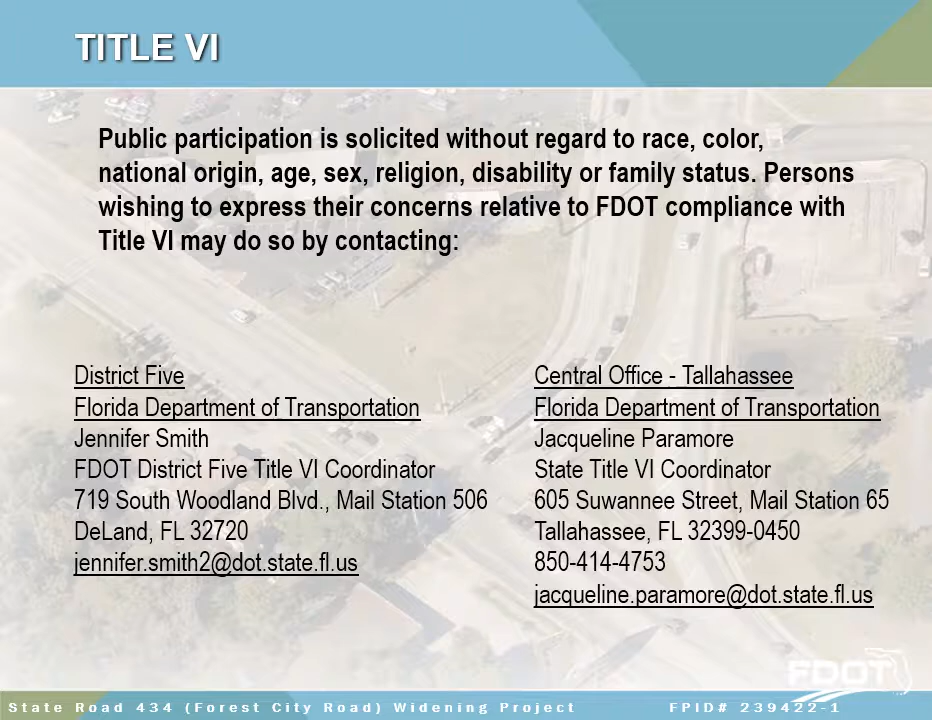 TITLE VI
Public participation is solicited without regard to race, color,
national origin, age, sex, religion, disability or family status. Persons
wishing to express their concerns relative to FDOT compliance with
Title VI may do so by contacting:
District Five
Florida Department of Transportation
Jennifer Smith
FDOT District Five Title VI Coordinator
719 South Woodland Blvd., Mail Station 506
DeLand, FL 32720
jennifer.smith2@dot.state.fl.us
Central Office - Tallahassee
Florida Department of Transportation
Jacqueline Paramore
State Title VI Coordinator
605 Suwannee Street, Mail Station 65
Tallahassee, FL 32399-0450
850-414-4753
jacqueline.paramore@dot.state.fl.us
FDOT
State Road 434 (Forest City Road) Widening Project FPID# 239422-1